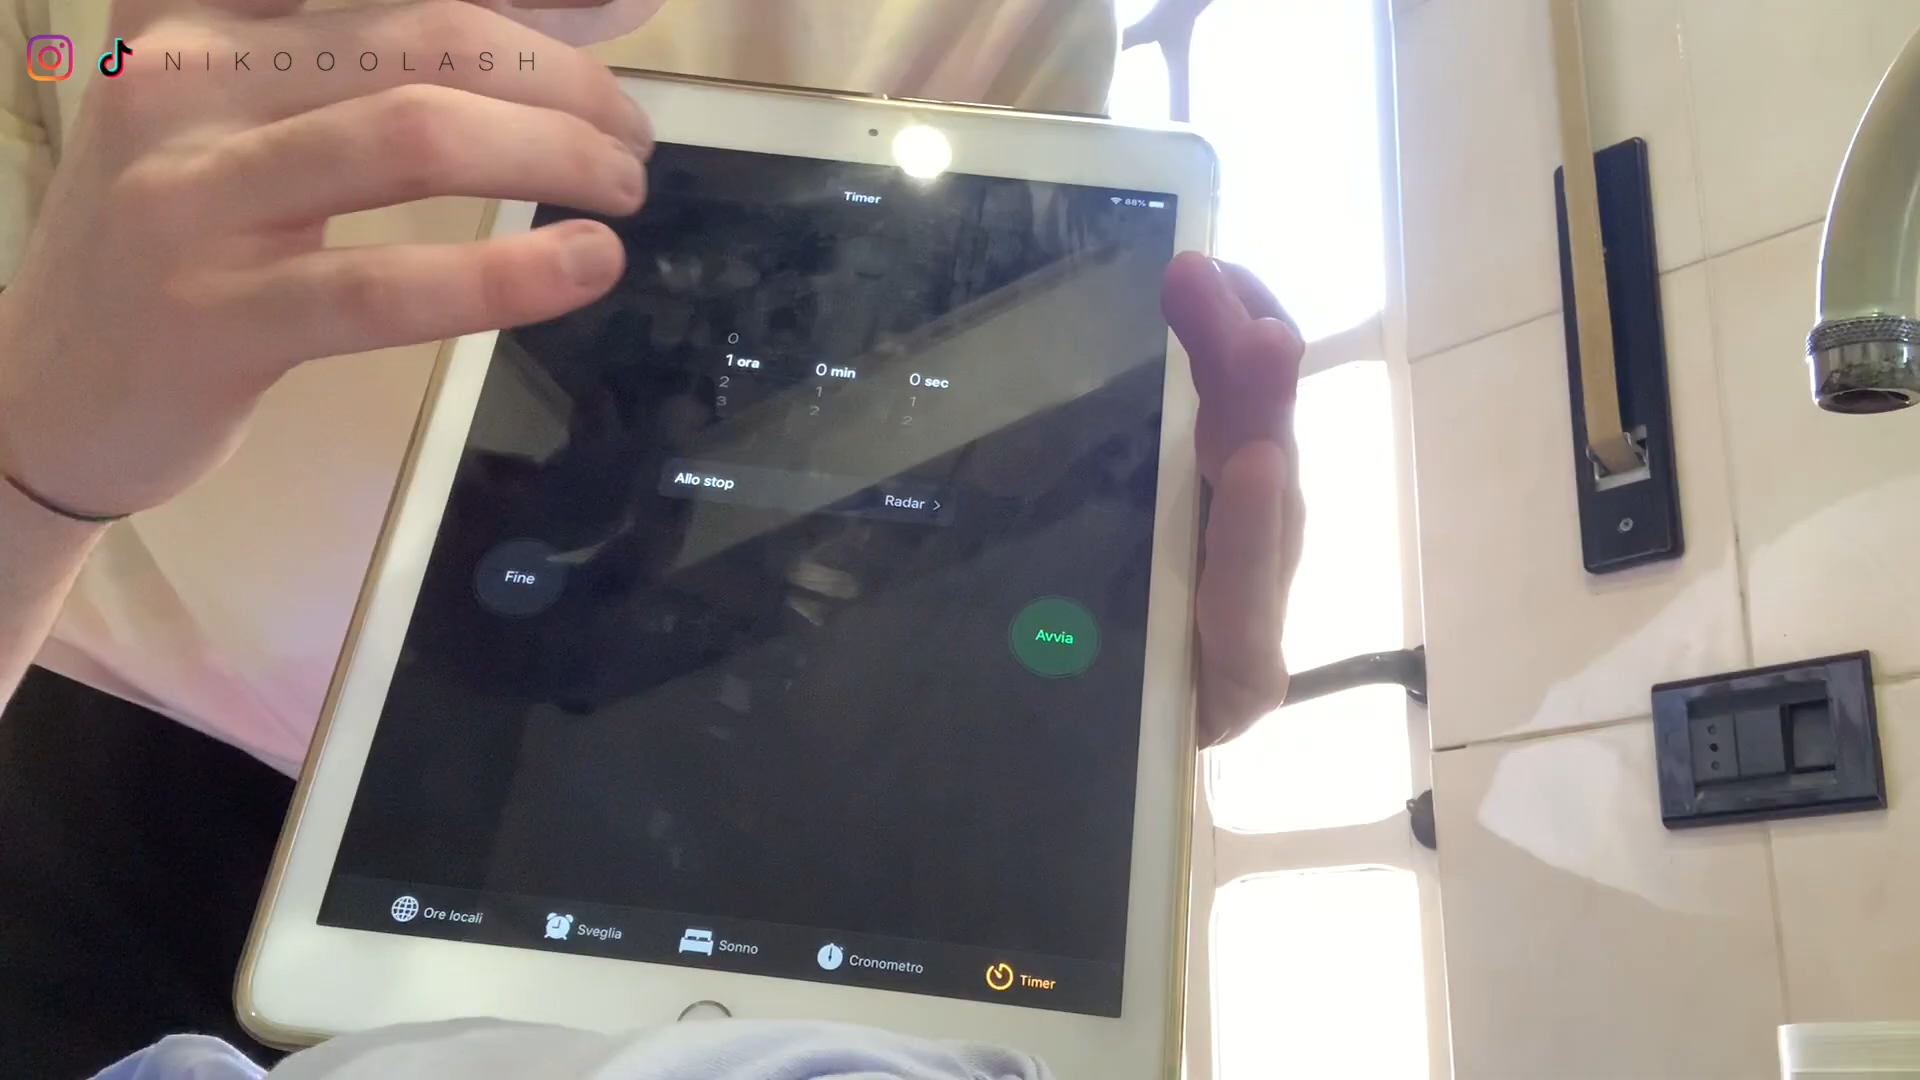 NIKOOOLASH
Timer
88%
0
1 ora
0 min
0 sec
2
1
1
3
2
2
Allo stop
Radar >
Fine
Avvia
Ore locali
Sveglia
Sonno
Cronometro
Timer